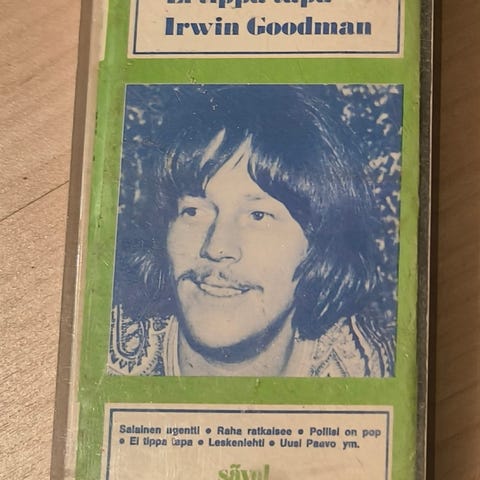 Ei tippa tapa
Irwin Goodman
Salainen agentti • Raha ratkaisee • Poliisi on pop
• Ei tippa tapa • Leskenlehti • Uusi Paavo ym.
sävel